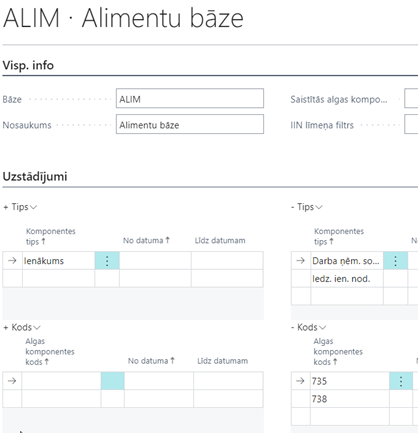 ALIM · Alimentu bāze
Visp. info
Bāze ALIM Saistītās algas kompo...
Nosaukums Alimentu bāze IIN līmeņa filtrs
Uzstādījumi
+ Tips - Tips
Komponentes tips ↑ No datuma ↑ Līdz datumam Komponentes tips ↑
→ Ienākums Darba ņēm. so...
Iedz. ien. nod.
+ Kods - Kods
Algas komponentes kods ↑ No datuma ↑ Līdz datumam Algas komponentes kods ↑
→ 735
738